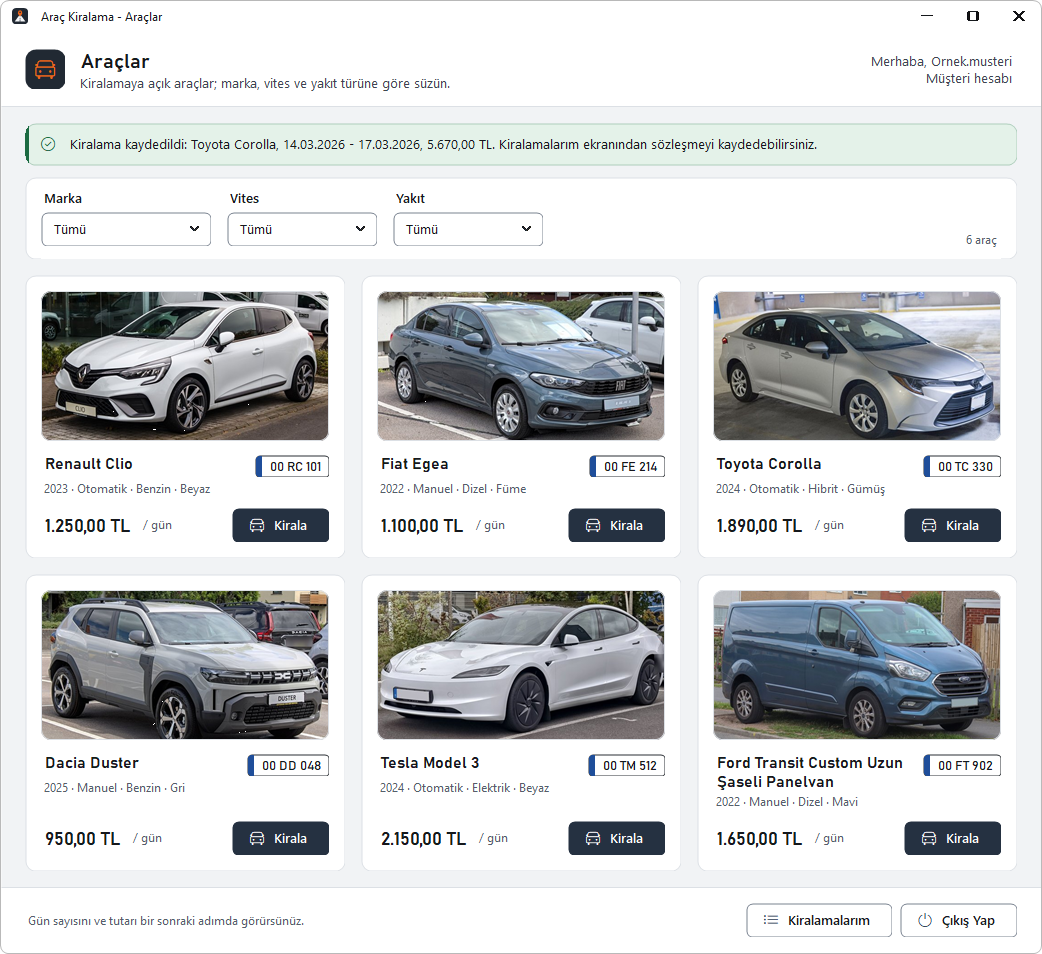 Araç Kiralama - Araçlar
Araçlar
Kiralamaya açık araçlar; marka, vites ve yakıt türüne göre süzün.
Merhaba, Ornek.musteri
Müşteri hesabı
Kiralama kaydedildi: Toyota Corolla, 14.03.2026 - 17.03.2026, 5.670,00 TL. Kiralamalarım ekranından sözleşmeyi kaydedebilirsiniz.
Marka
Vites
Yakıt
Tümü
Tümü
Tümü
6 araç
CLIO
FIAT
Renault Clio
00 RC 101
2023 · Otomatik · Benzin · Beyaz
1.250,00 TL / gün
Kirala
Fiat Egea
00 FE 214
2022 · Manuel · Dizel · Füme
1.100,00 TL / gün
Kirala
Toyota Corolla
00 TC 330
2024 · Otomatik · Hibrit · Gümüş
1.890,00 TL / gün
Kirala
DACIA
DUSTER
Ford
Dacia Duster
00 DD 048
2025 · Manuel · Benzin · Gri
950,00 TL / gün
Kirala
Tesla Model 3
00 TM 512
2024 · Otomatik · Elektrik · Beyaz
2.150,00 TL / gün
Kirala
Ford Transit Custom Uzun
Şaseli Panelvan
00 FT 902
2022 · Manuel · Dizel · Mavi
1.650,00 TL / gün
Kirala
Gün sayısını ve tutarı bir sonraki adımda görürsünüz.
Kiralamalarım
Çıkış Yap